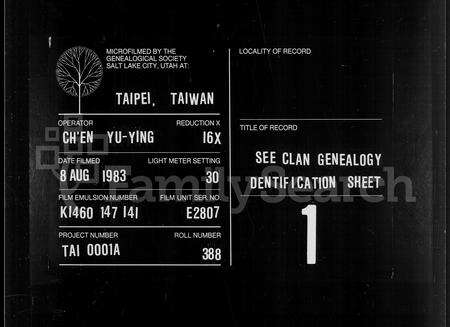 MICROFILMED BY THE
GENEALOGICAL SOCIETY
SALT LAKE CITY, UTAH AT:
TAIPEI, TAIWAN
OPERATOR REDUCTION X
CH'EN YU-YING 16X
DATE FILMED LIGHT METER SETTING
8 AUG 1983 30
FILM EMULSION NUMBER FILM UNIT SER. NO.
K1460 147 141 E2807
PROJECT NUMBER ROLL NUMBER
TAI 0001A 388
LOCALITY OF RECORD
TITLE OF RECORD
SEE CLAN GENEALOGY
DENTIFICATION SHEET
1
FamilySearch